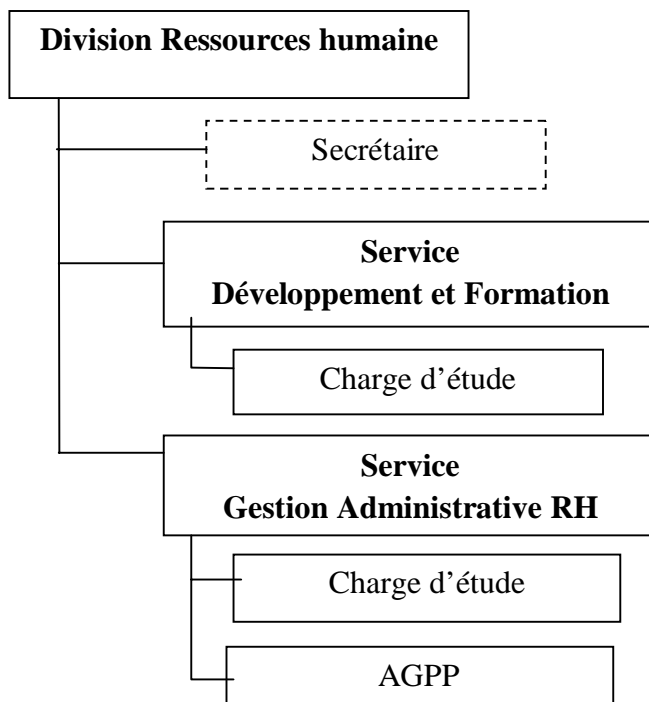 Division Ressources humaine
Secrétaire
Service
Développement et Formation
Charge d’étude
Service
Gestion Administrative RH
Charge d’étude
AGPP